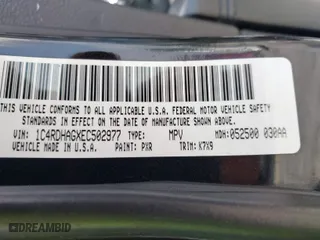 THIS VEHICLE CONFORMS TO ALL APPLICABLE U.S.A. FEDERAL MOTOR VEHICLE SAFETY
STANDARDS IN EFFECT ON THE DATE OF MANUFACTURE SHOWN ABOVE
VIN: 1C4RDHAGXEC502977 TYPE: MPV MDH: 052500 030AA
MADE IN U.S.A. PAINT: PXR TRIM: K7X9
DREAMBID